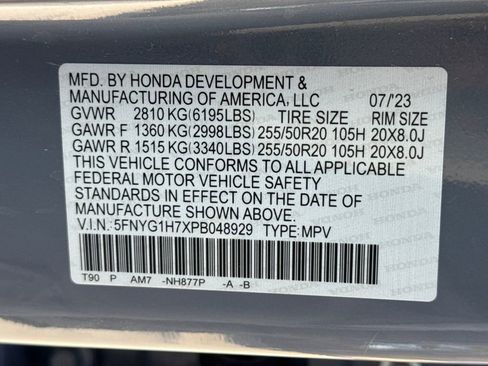 MFD. BY HONDA DEVELOPMENT &
MANUFACTURING OF AMERICA, LLC 07/'23
GVWR 2810 KG(6195LBS) TIRE SIZE RIM SIZE
GAWR F 1360 KG(2998LBS) 255/50R20 105H 20X8.0J
GAWR R 1515 KG(3340LBS) 255/50R20 105H 20X8.0J
THIS VEHICLE CONFORMS TO ALL APPLICABLE
FEDERAL MOTOR VEHICLE SAFETY
STANDARDS IN EFFECT ON THE DATE OF
MANUFACTURE SHOWN ABOVE.
V.I.N.: 5FNYG1H7XPB048929 TYPE: MPV
T90 P AM7 -NH877P -A -B